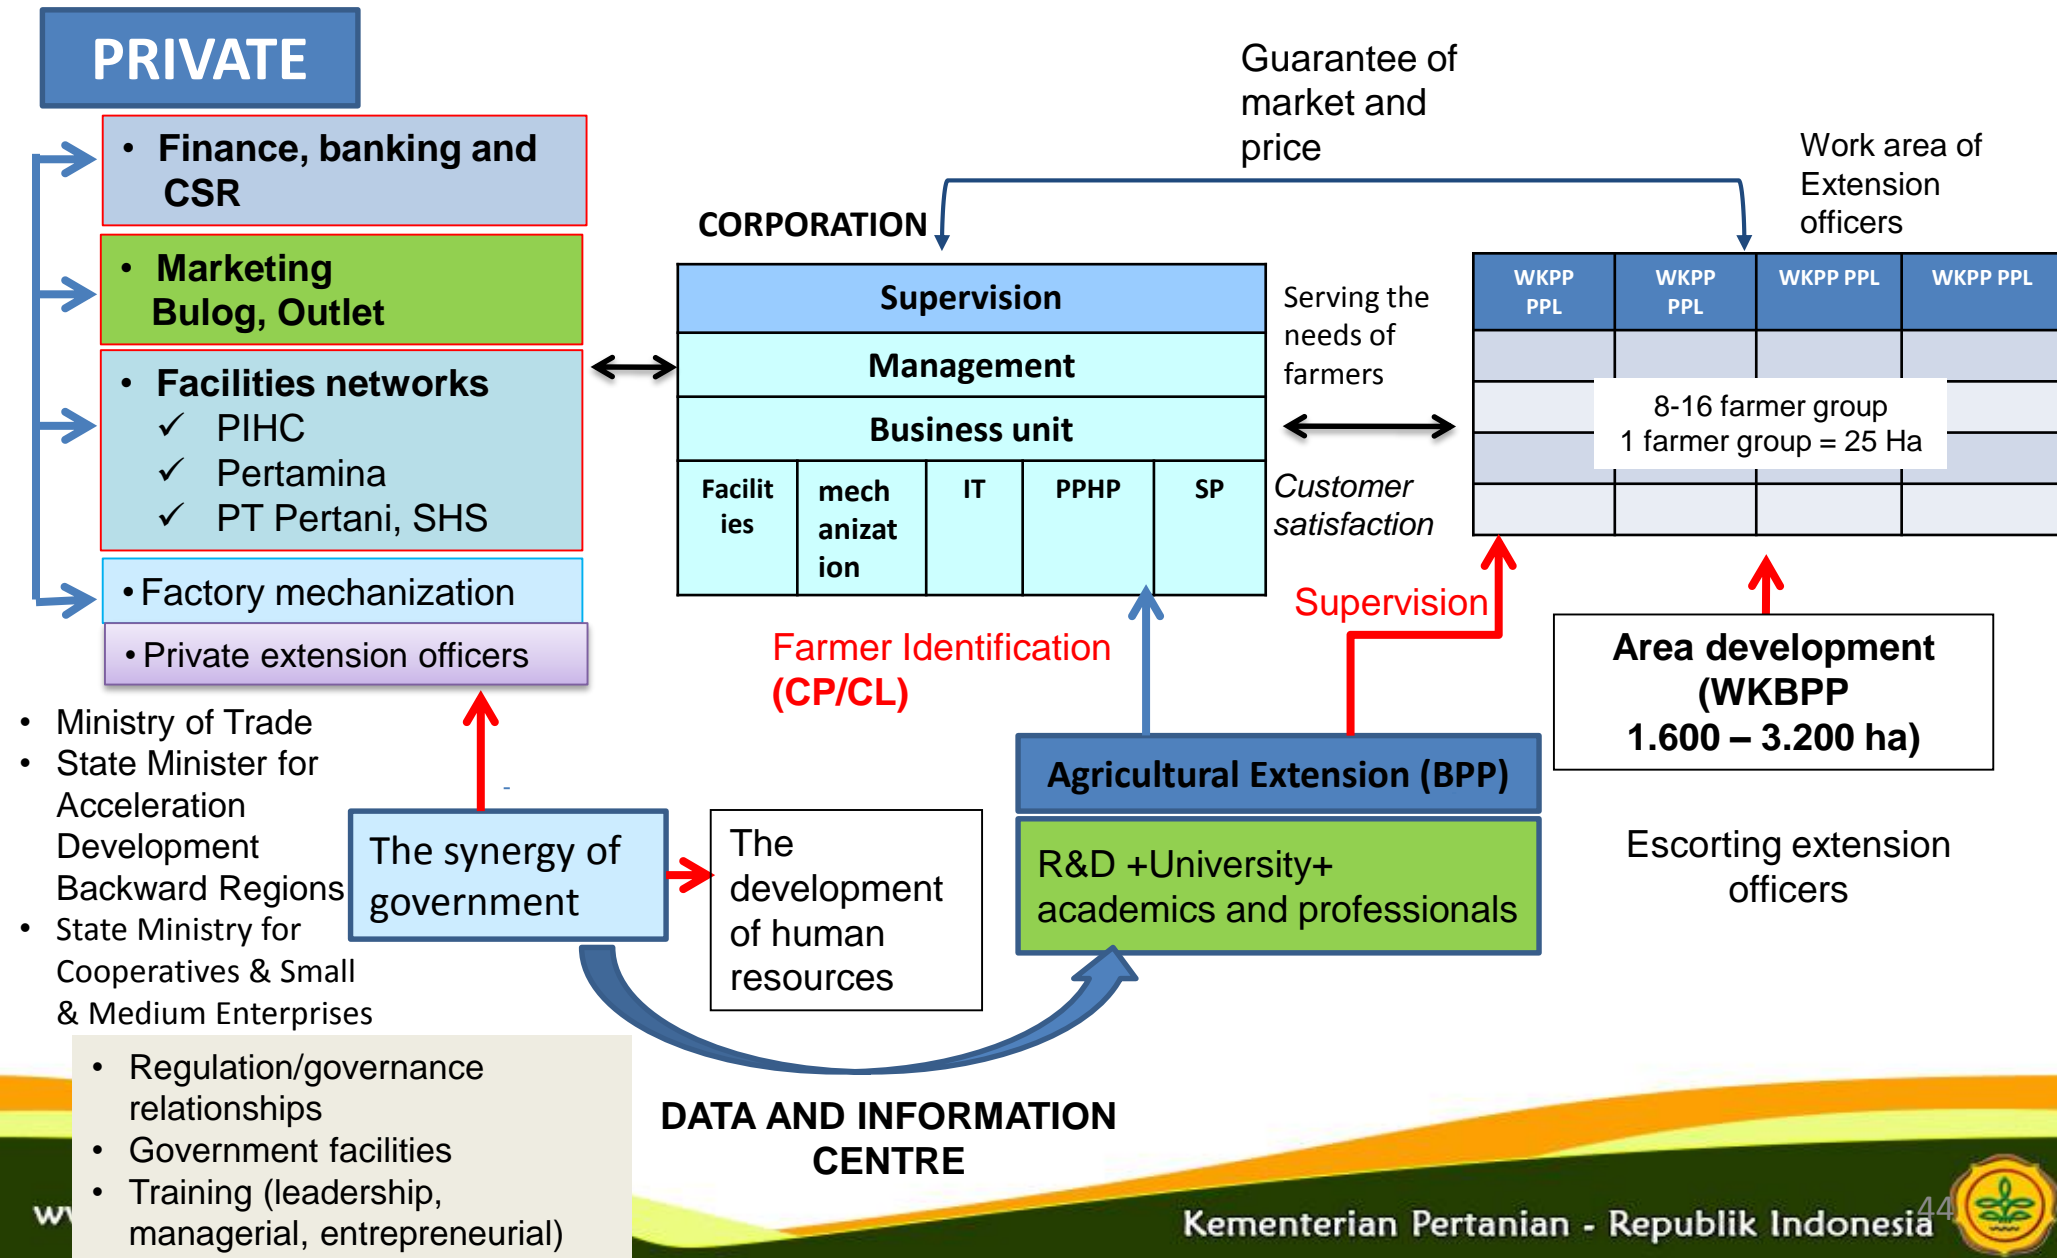 PRIVATE
• Finance, banking and
CSR
• Marketing
Bulog, Outlet
• Facilities networks
✓ PIHC
✓ Pertamina
✓ PT Pertani, SHS
• Factory mechanization
• Private extension officers
Guarantee of
market and
price
Work area of
Extension
officers
CORPORATION
Supervision
Management
Business unit
Facilit
ies
mech
anizat
ion
IT
PPHP
SP
Serving the
needs of
farmers
Customer
satisfaction
WKPP
PPL
WKPP
PPL
WKPP PPL
WKPP PPL
8-16 farmer group
1 farmer group = 25 Ha
Supervision
Farmer Identification
(CP/CL)
Area development
(WKBPP
1.600 – 3.200 ha)
• Ministry of Trade
• State Minister for
Acceleration
Development
Backward Regions
• State Ministry for
Cooperatives & Small
& Medium Enterprises
-
The synergy of
government
The
development
of human
resources
Agricultural Extension (BPP)
R&D +University+
academics and professionals
Escorting extension
officers
• Regulation/governance
relationships
• Government facilities
• Training (leadership,
managerial, entrepreneurial)
DATA AND INFORMATION
CENTRE
Kementerian Pertanian - Republik Indonesia
44